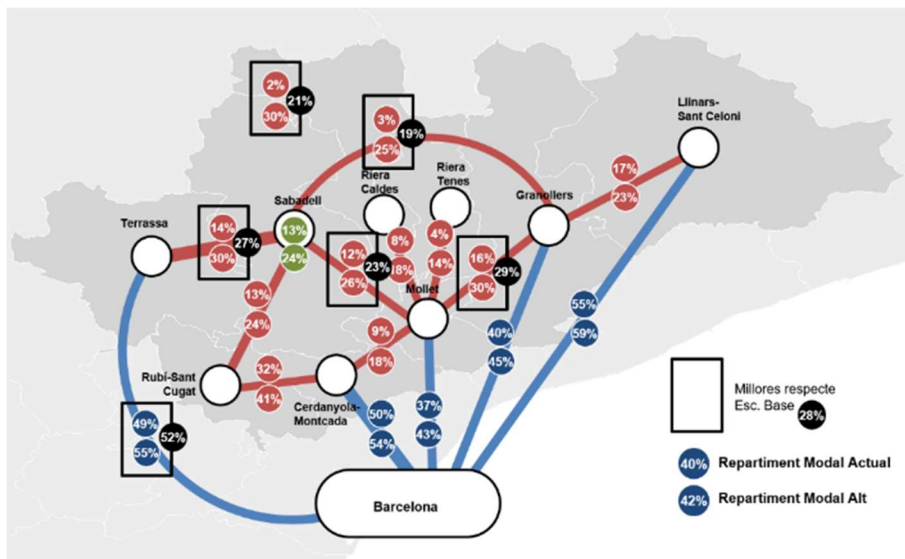 2%
21%
30%
3%
19%
25%
Llinars-
Sant Celoni
Riera
Caldes
Riera
Tenes
Granollers
17%
23%
Sabadell
Terrassa
14%
27%
30%
13%
24%
12%
23%
26%
8%
18%
4%
14%
16%
29%
30%
Mollet
13%
24%
9%
18%
55%
59%
40%
45%
Rubí-Sant
Cugat
32%
41%
Cerdanyola-
Montcada
50%
54%
37%
43%
49%
52%
55%
Barcelona
Millores respecte
Esc. Base 28%
40% Repartiment Modal Actual
42% Repartiment Modal Alt